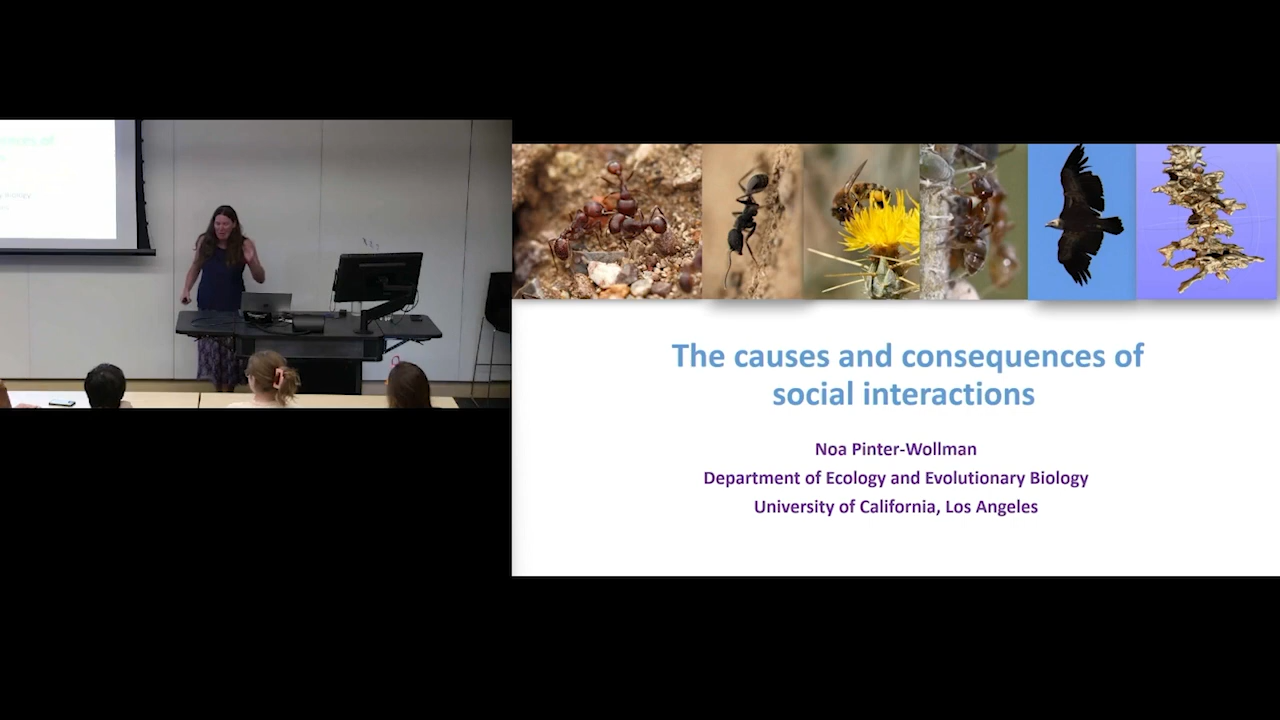 The causes and consequences of
social interactions
Noa Pinter-Wollman
Department of Ecology and Evolutionary Biology
University of California, Los Angeles